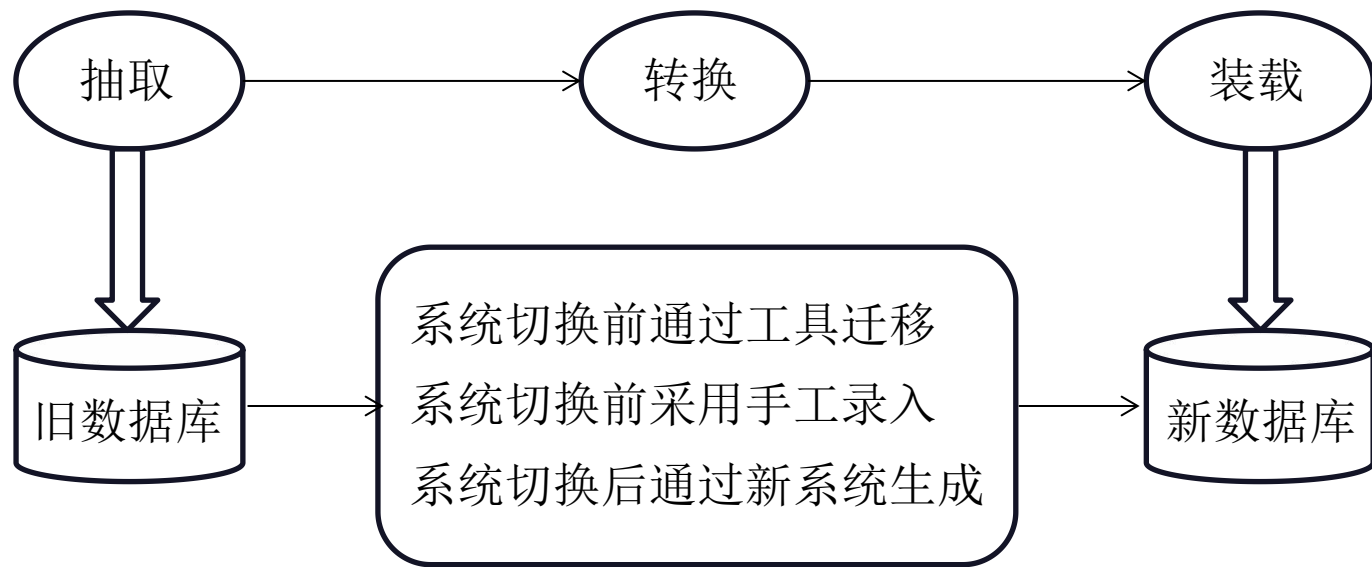 抽取
转换
装载
系统切换前通过工具迁移
系统切换前采用手工录入
系统切换后通过新系统生成
旧数据库
新数据库